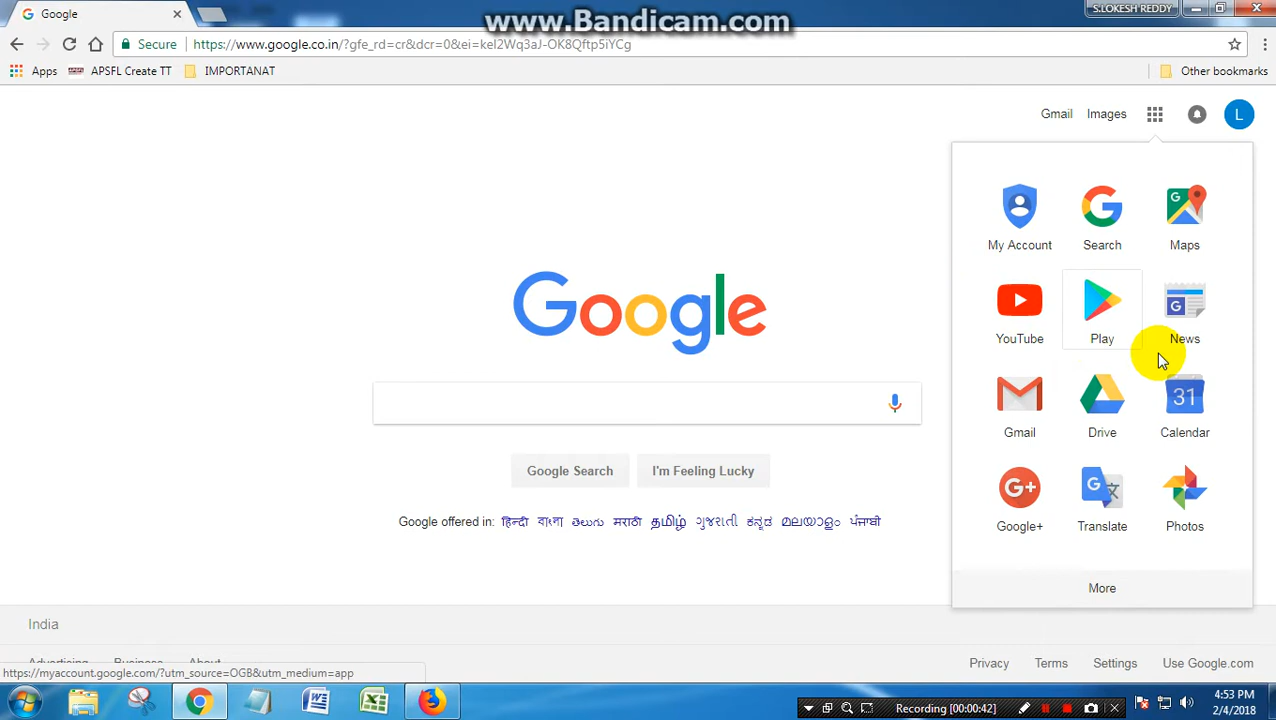 Google
www.Bandicam.com
S.LOKESH REDDY
Secure
https://www.google.co.in/?gfe_rd=cr&dcr=0&ei=keI2Wq3aJ-OK8Qftp5iYCg
Apps
APSFL Create TT
IMPORTANAT
Other bookmarks
Gmail
Images
L
My Account
Search
Maps
YouTube
Play
News
Gmail
Drive
31
Calendar
Google+
Translate
Photos
More
Google
Google Search
I'm Feeling Lucky
Google offered in: हिन्दी বাংলা తెలుగు मराठी தமிழ் ગુજરાતી ಕನ್ನಡ മലയാളം ਪੰਜਾਬੀ
India
Advertising
Business
About
Privacy
Terms
Settings
Use Google.com
https://myaccount.google.com/?utm_source=OGB&utm_medium=app
Recording [00:00:42]
4:53 PM
2/4/2018